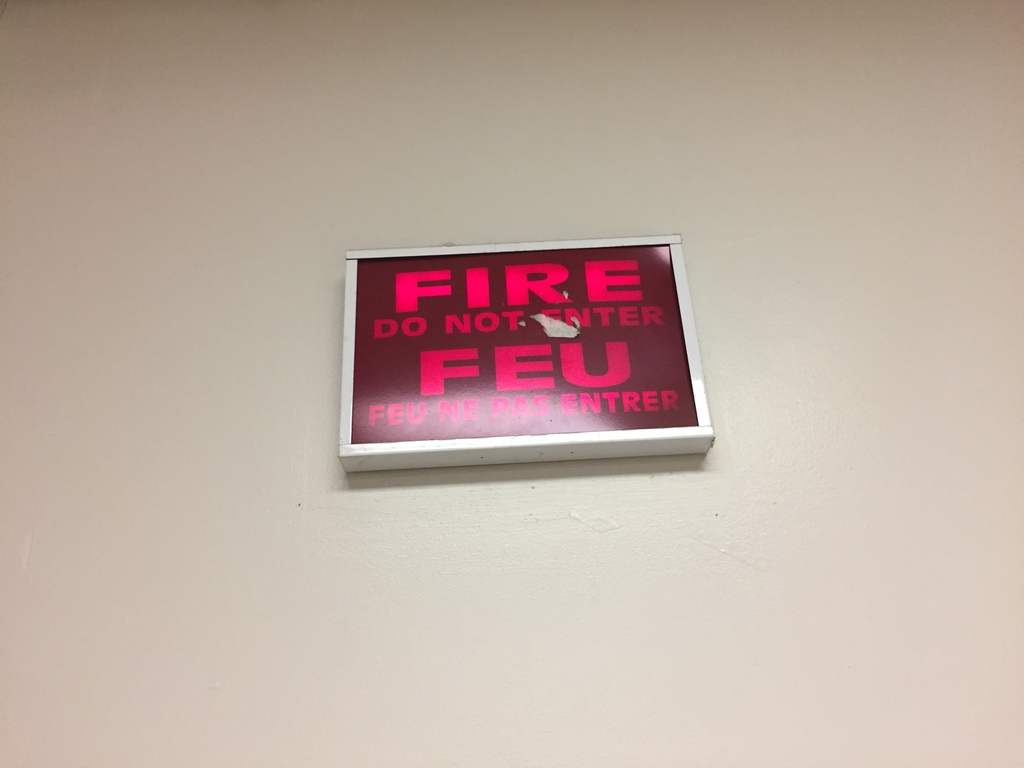 FIRE
DO NOT ENTER
FEU
FEU NE PAS ENTRER